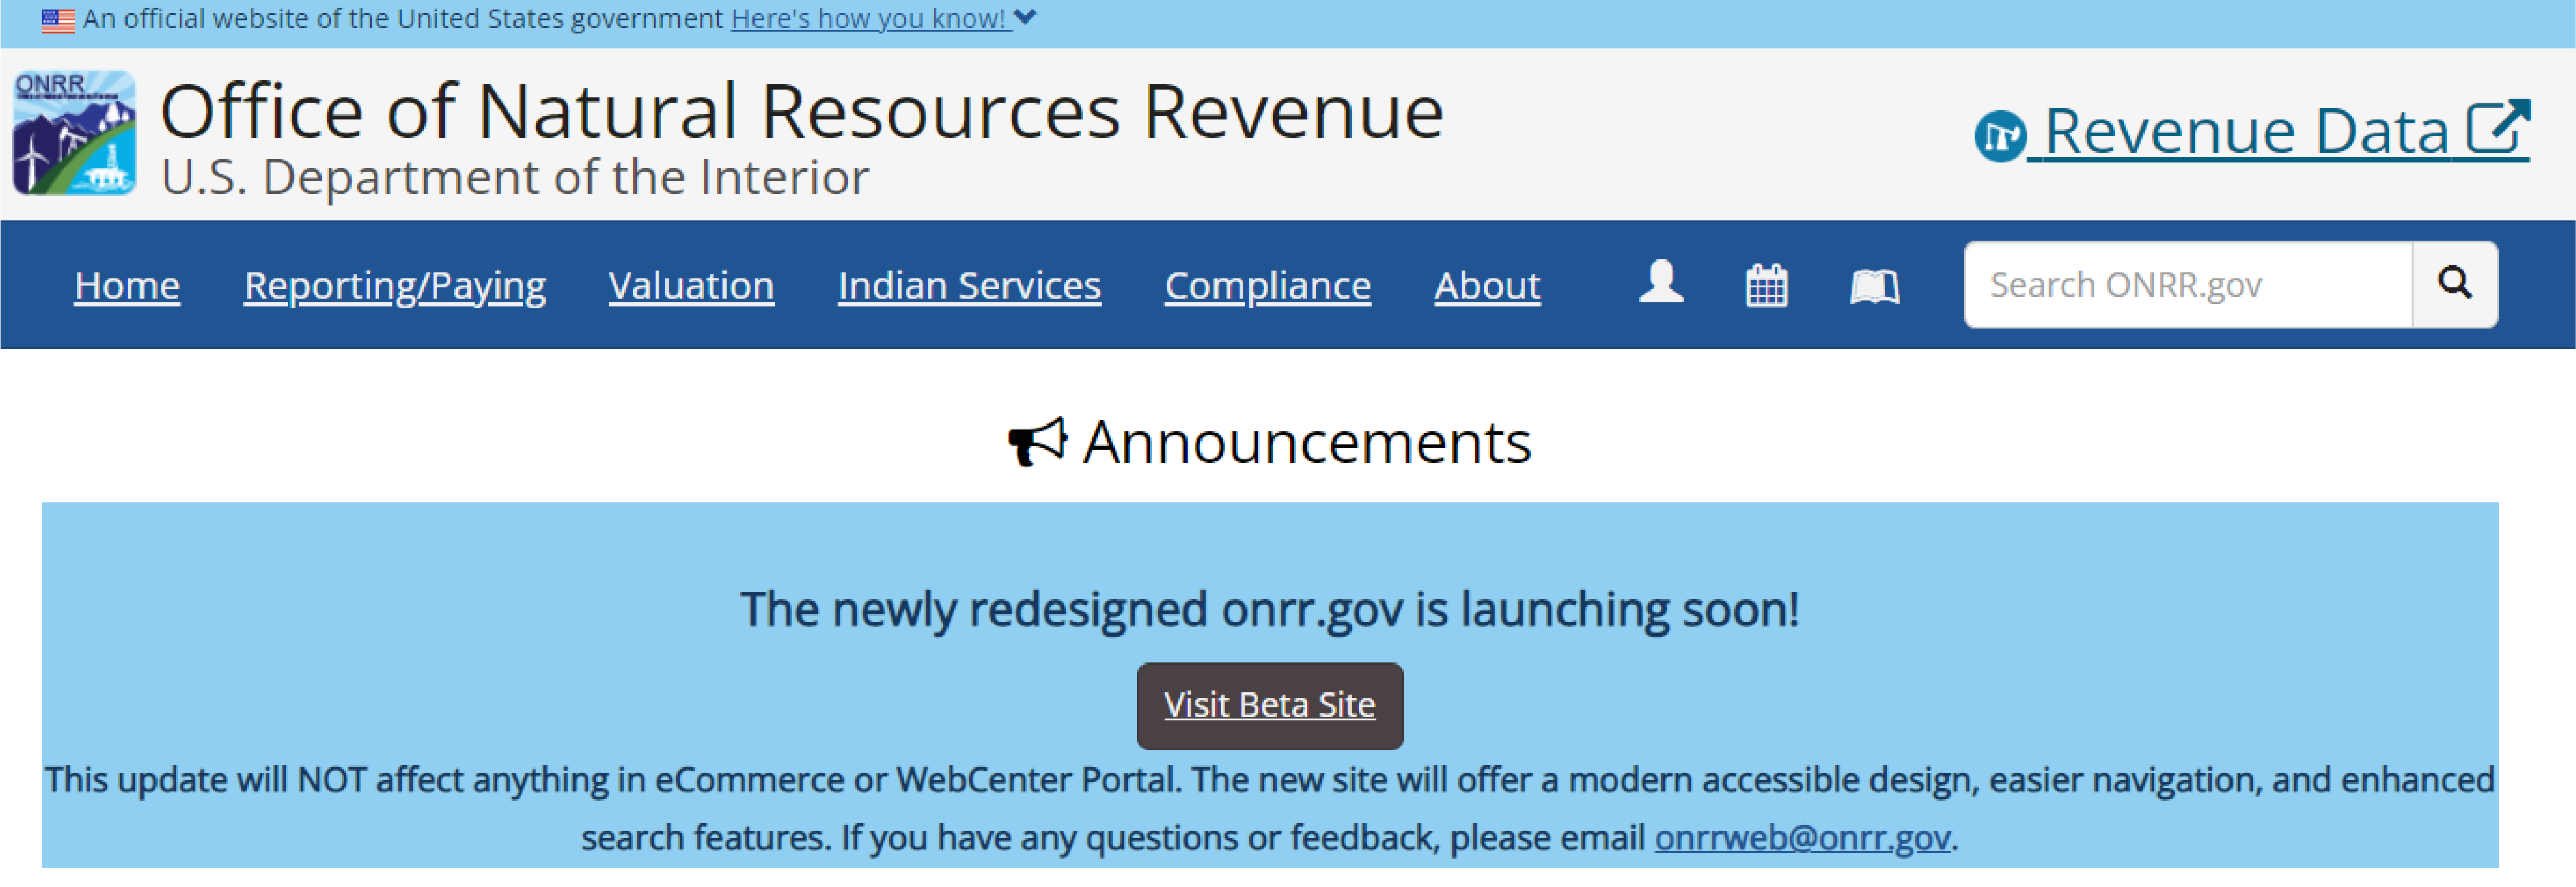 An official website of the United States government Here's how you know!
ONRR
Office of Natural Resources Revenue
U.S. Department of the Interior
Revenue Data
Home Reporting/Paying Valuation Indian Services Compliance About Search ONRR.gov
Announcements
The newly redesigned onrr.gov is launching soon!
Visit Beta Site
This update will NOT affect anything in eCommerce or WebCenter Portal. The new site will offer a modern accessible design, easier navigation, and enhanced
search features. If you have any questions or feedback, please email onrrweb@onrr.gov.